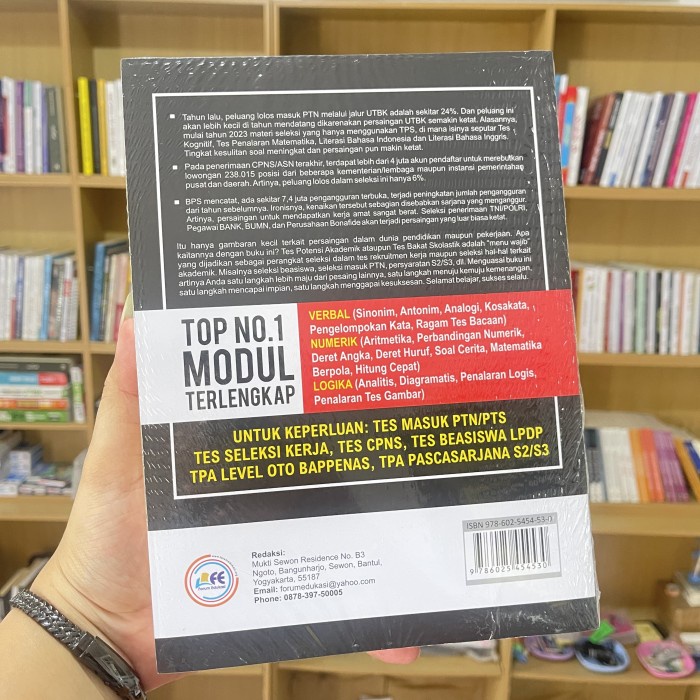 Tahun lalu, peluang lolos masuk PTN melalui jalur UTBK adalah sekitar 24%. Dan peluang ini
akan lebih kecil di tahun mendatang dikarenakan persaingan UTBK semakin ketat. Alasannya,
mulai tahun 2023 materi seleksi yang hanya menggunakan TPS, di mana isinya seputar Tes
Kognitif, Tes Penalaran Matematika, Literasi Bahasa Indonesia dan Literasi Bahasa Inggris.
Tingkat kesulitan soal meningkat dan persaingan pun makin ketat.
Pada penerimaan CPNS/ASN terakhir, terdapat lebih dari 4 juta akun pendaftar untuk merebutkan
lowongan 238.015 posisi dari beberapa kementerian/lembaga maupun instansi pemerintahan
pusat dan daerah. Artinya, peluang lolos dalam seleksi ini hanya 6%.
BPS mencatat, ada sekitar 7,4 juta pengangguran terbuka, terjadi peningkatan jumlah pengangguran
dari tahun sebelumnya. Ironisnya, kenaikan tersebut sebagian disebabkan sarjana yang menganggur.
Artinya, persaingan untuk mendapatkan kerja amat sangat berat. Seleksi penerimaan TNI/POLRI,
Pegawai BANK, BUMN, dan Perusahaan Bonafide akan terjadi persaingan yang luar biasa ketat.
Itu hanya gambaran kecil terkait persaingan dalam dunia pendidikan maupun pekerjaan. Apa
kaitannya dengan buku ini? Tes Potensi Akademik ataupun Tes Bakat Skolastik adalah "menu wajib"
yang dijadikan sebagai perangkat seleksi dalam tes rekruitmen kerja maupun seleksi hal-hal terkait
akademik. Misalnya seleksi beasiswa, seleksi masuk PTN, persyaratan S2/S3, dll. Menguasai buku ini
artinya Anda satu langkah lebih maju dari pesaing lainnya, satu langkah menuju kemuju kemenangan,
satu langkah mencapai impian, satu langkah menggapai kesuksesan. Selamat belajar, sukses selalu.
TOP NO.1
MODUL
TERLENGKAP
VERBAL (Sinonim, Antonim, Analogi, Kosakata,
Pengelompokan Kata, Ragam Tes Bacaan)
NUMERIK (Aritmetika, Perbandingan Numerik,
Deret Angka, Deret Huruf, Soal Cerita, Matematika
Berpola, Hitung Cepat)
LOGIKA (Analitis, Diagramatis, Penalaran Logis,
Penalaran Tes Gambar)
UNTUK KEPERLUAN: TES MASUK PTN/PTS
TES SELEKSI KERJA, TES CPNS, TES BEASISWA LPDP
TPA LEVEL OTO BAPPENAS, TPA PASCASARJANA S2/S3
Redaksi:
Mukti Sewon Residence No. B3
Ngoto, Bangunharjo, Sewon, Bantul,
Yogyakarta, 55187
Email: forumedukasi@yahoo.com
Phone: 0878-397-50005
ISBN 978-602-5454-53-0
9 786025 454530